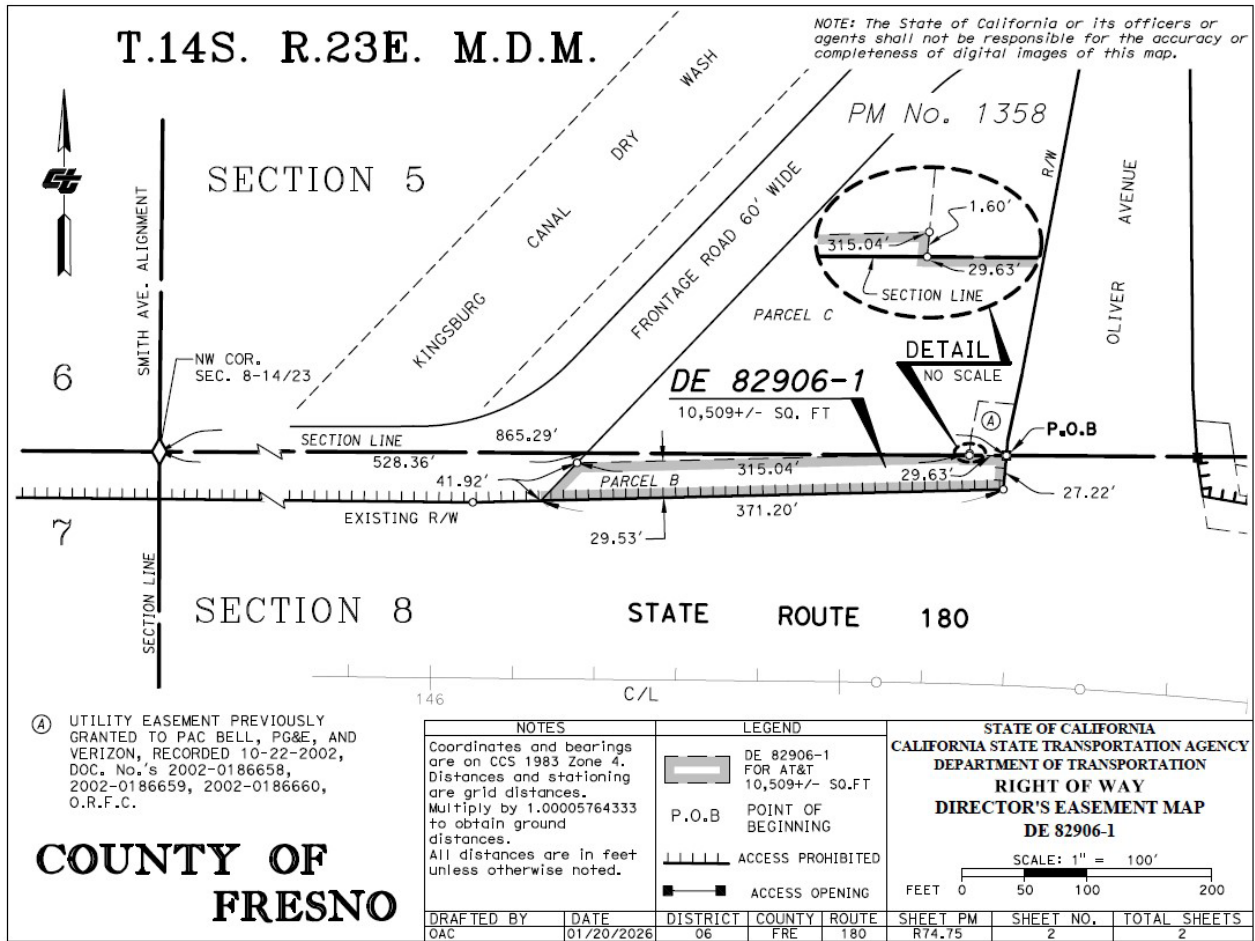 T.14S. R.23E. M.D.M.
NOTE: The State of California or its officers or
agents shall not be responsible for the accuracy or
completeness of digital images of this map.
SECTION 5
PM No. 1358
WASH
DRY
CANAL
KINGSBURG
FRONTAGE ROAD 60' WIDE
R/W
OLIVER AVENUE
SMITH AVE. ALIGNMENT
1.60'
315.04'
29.63'
SECTION LINE
PARCEL C
DETAIL
NO SCALE
6
NW COR.
SEC. 8-14/23
DE 82906-1
10,509+/- SQ. FT
A
P.O.B
SECTION LINE
865.29'
528.36'
315.04'
29.63'
41.92'
PARCEL B
27.22'
EXISTING R/W
371.20'
29.53'
7
SECTION LINE
SECTION 8
STATE ROUTE 180
146
C/L
A UTILITY EASEMENT PREVIOUSLY
GRANTED TO PAC BELL, PG&E, AND
VERIZON, RECORDED 10-22-2002,
DOC. No.'s 2002-0186658,
2002-0186659, 2002-0186660,
O.R.F.C.
COUNTY OF
FRESNO
NOTES
Coordinates and bearings
are on CCS 1983 Zone 4.
Distances and stationing
are grid distances.
Multiply by 1.00005764333
to obtain ground
distances.
All distances are in feet
unless otherwise noted.
LEGEND
DE 82906-1
FOR AT&T
10,509+/- SQ.FT
P.O.B POINT OF
BEGINNING
ACCESS PROHIBITED
ACCESS OPENING
STATE OF CALIFORNIA
CALIFORNIA STATE TRANSPORTATION AGENCY
DEPARTMENT OF TRANSPORTATION
RIGHT OF WAY
DIRECTOR'S EASEMENT MAP
DE 82906-1
SCALE: 1" = 100'
FEET 0 50 100 200
DRAFTED BY DATE DISTRICT COUNTY ROUTE SHEET PM SHEET NO. TOTAL SHEETS
OAC 01/20/2026 06 FRE 180 R74.75 2 2